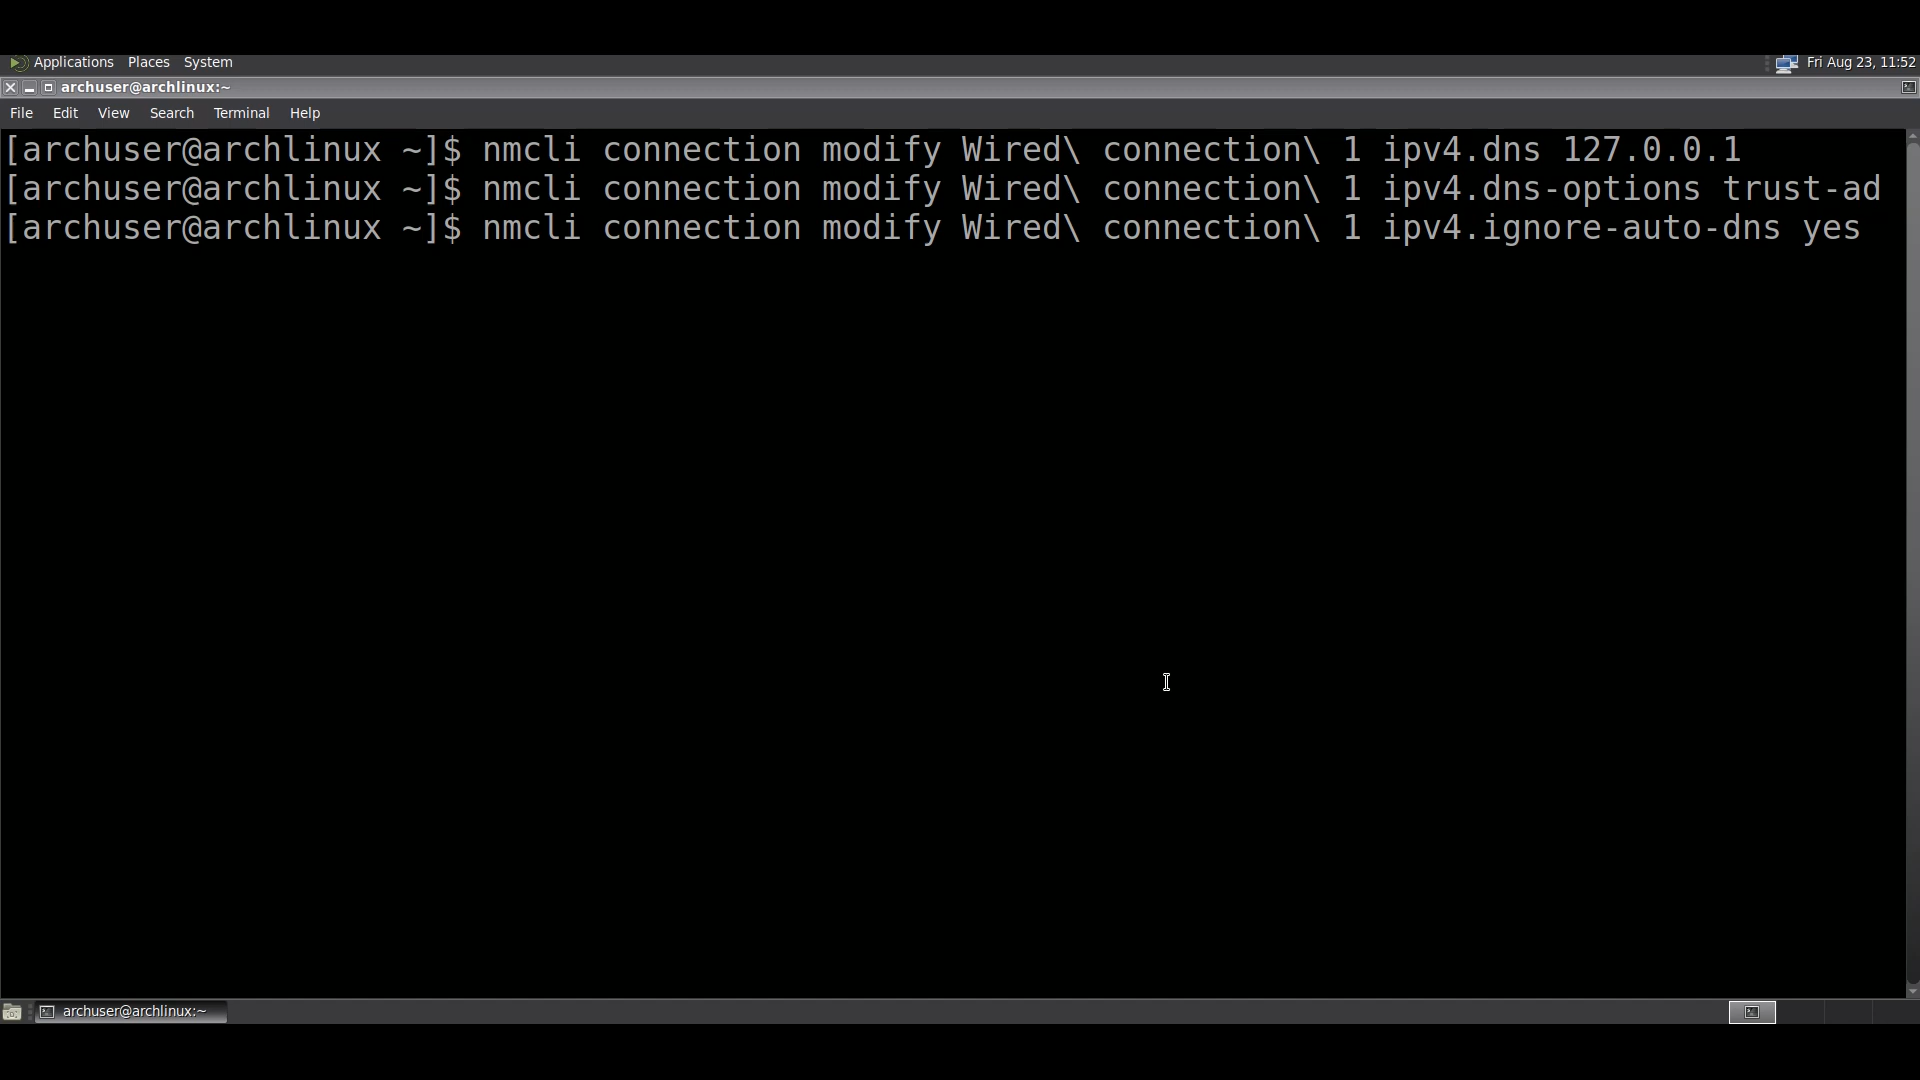 Applications Places System Fri Aug 23, 11:52
archuser@archlinux:~
File Edit View Search Terminal Help
[archuser@archlinux ~]$ nmcli connection modify Wired\ connection\ 1 ipv4.dns 127.0.0.1
[archuser@archlinux ~]$ nmcli connection modify Wired\ connection\ 1 ipv4.dns-options trust-ad
[archuser@archlinux ~]$ nmcli connection modify Wired\ connection\ 1 ipv4.ignore-auto-dns yes
archuser@archlinux:~